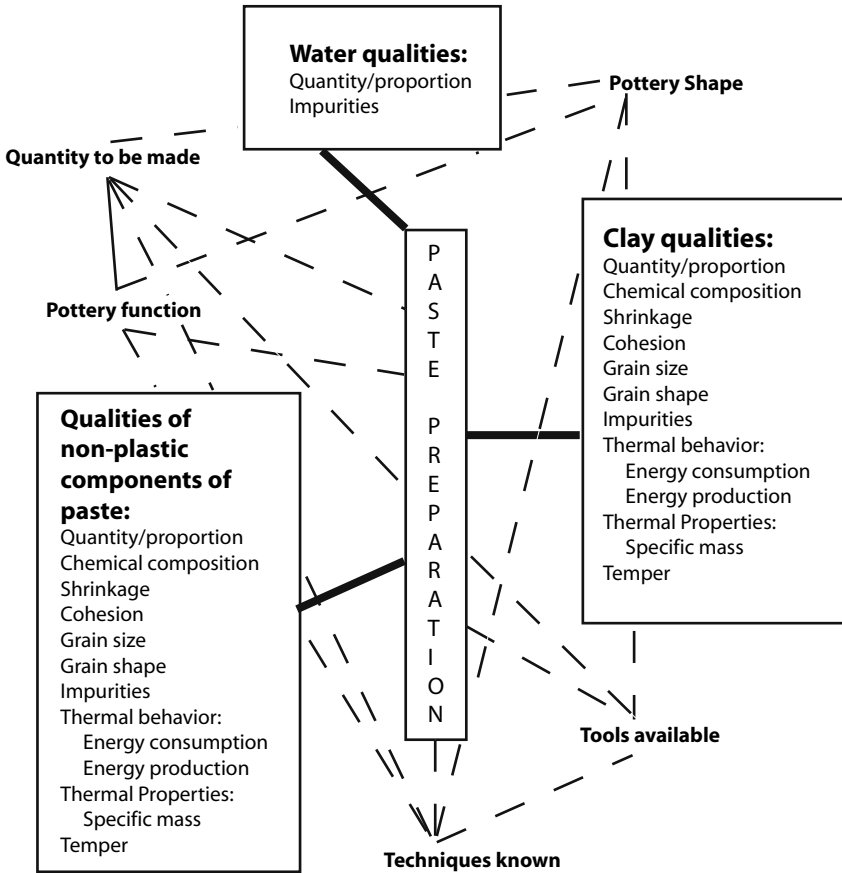 Water qualities:
Quantity/proportion
Impurities
Pottery Shape
Quantity to be made
Pottery function
PASTE PREPARATION
Clay qualities:
Quantity/proportion
Chemical composition
Shrinkage
Cohesion
Grain size
Grain shape
Impurities
Thermal behavior:
Energy consumption
Energy production
Thermal Properties:
Specific mass
Temper
Qualities of
non-plastic
components of
paste:
Quantity/proportion
Chemical composition
Shrinkage
Cohesion
Grain size
Grain shape
Impurities
Thermal behavior:
Energy consumption
Energy production
Thermal Properties:
Specific mass
Temper
Tools available
Techniques known